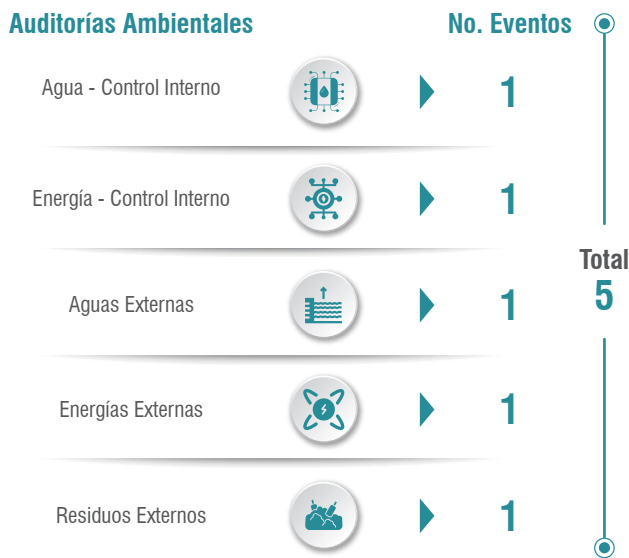 Auditorías Ambientales
No. Eventos
Agua - Control Interno
1
Energía - Control Interno
1
Aguas Externas
1
Energías Externas
1
Residuos Externos
1
Total
5